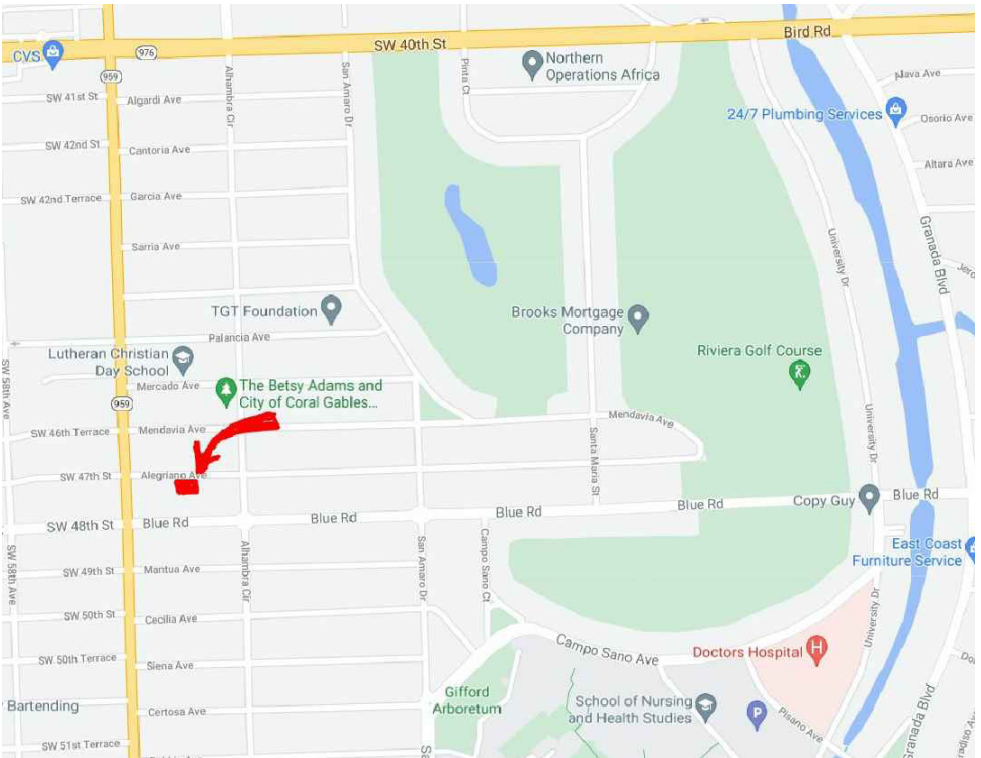 SW 40th St
Bird Rd
CVS
976
959
Northern
Operations Africa
Nava Ave
24/7 Plumbing Services
Osorio Ave
Altara Ave
Alhambra Cir
San Amaro Dr
Pinta Ct
SW 41st St
Algardi Ave
SW 42nd St
Cantoria Ave
SW 42nd Terrace
Garcia Ave
Sarria Ave
University Dr
Granada Blvd
TGT Foundation
Palancia Ave
Brooks Mortgage
Company
Riviera Golf Course
Lutheran Christian
Day School
Mercado Ave
SW 58th Ave
The Betsy Adams and
City of Coral Gables...
959
SW 46th Terrace
Mendavia Ave
Mendavia Ave
Santa Maria St
University Dr
SW 47th St
Alegriano Ave
SW 48th St
Blue Rd
Blue Rd
Blue Rd
Blue Rd
Copy Guy
Blue Rd
East Coast
Furniture Service
SW 58th Ave
SW 49th St
Mantua Ave
Alhambra Cir
San Amaro Dr
Campo Sano Ct
SW 50th St
Cecilia Ave
University Dr
SW 50th Terrace
Siena Ave
Campo Sano Ave
Doctors Hospital
H
Bartending
Certosa Ave
Gifford
Arboretum
School of Nursing
and Health Studies
P
Pisano Ave
Granada Blvd
SW 51st Terrace